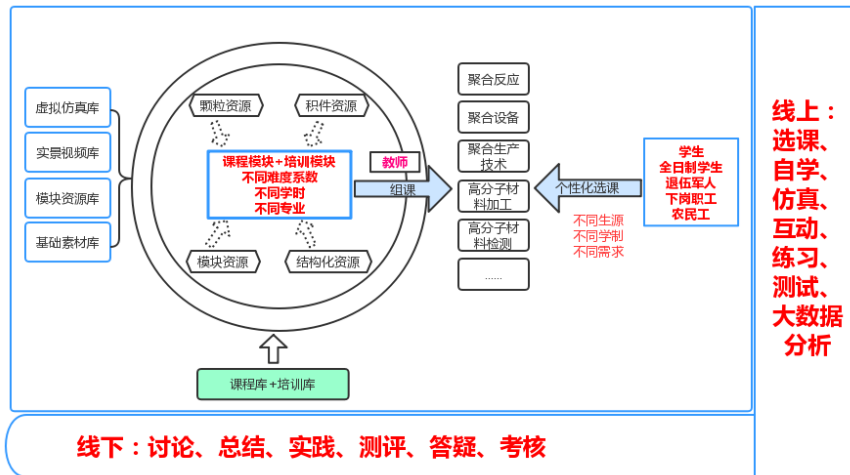 虚拟仿真库
实景视频库
模块资源库
基础素材库
颗粒资源
积件资源
课程模块+培训模块
不同难度系数
不同学时
不同专业
模块资源
结构化资源
课程库+培训库
教师
组课
聚合反应
聚合设备
聚合生产
技术
高分子材
料加工
高分子材
料检测
......
个性化选课
不同生源
不同学制
不同需求
学生
全日制学生
退伍军人
下岗职工
农民工
线上：
选课、
自学、
仿真、
互动、
练习、
测试、
大数据
分析
线下：讨论、总结、实践、测评、答疑、考核